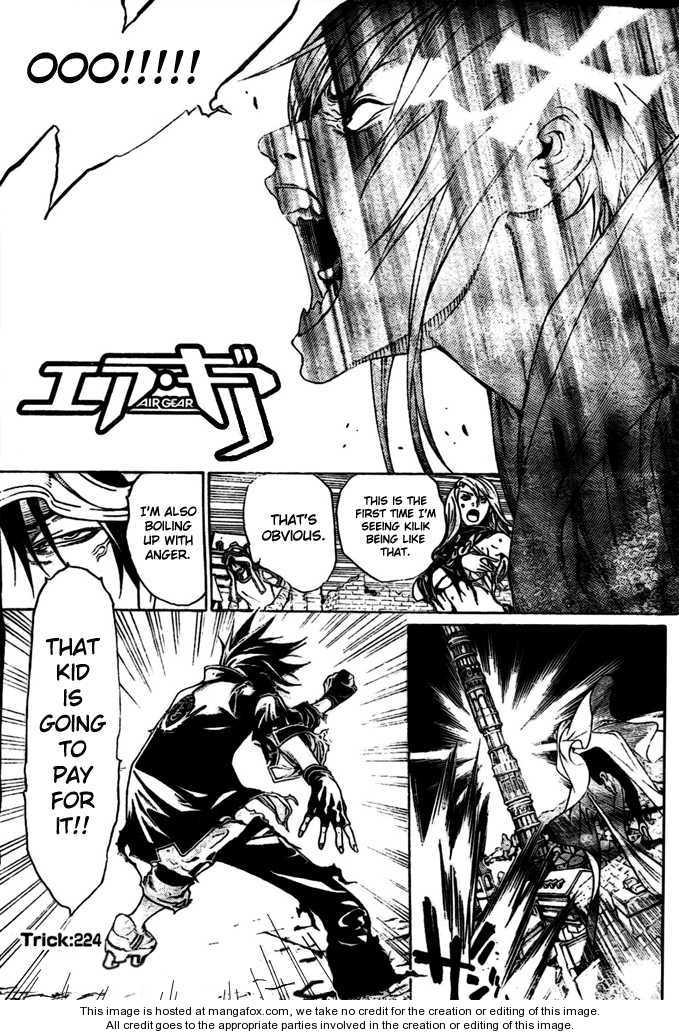 OOO!!!!!
エア・ギア
AIR GEAR
THIS IS THE
FIRST TIME I'M
SEEING KILIK
BEING LIKE
THAT.
THAT'S
OBVIOUS.
I'M ALSO
BOILING
UP WITH
ANGER.
THAT
KID IS
GOING
TO
PAY
FOR
IT!!
Trick:224
This image is hosted at mangafox.com, we take no credit for the creation or editing of this image.
All credit goes to the appropriate parties involved in the creation or editing of this image.